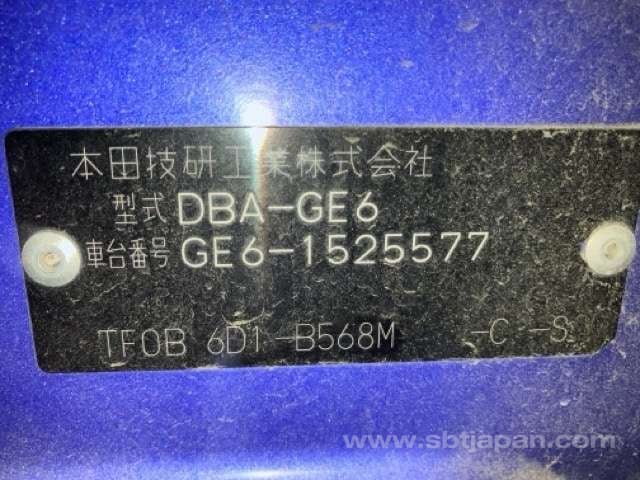 本田技研工業株式会社
型式 DBA-GE6
車台番号 GE6-1525577
TF0B 6D1 -B568M -C -S
www.sbtjapan.com